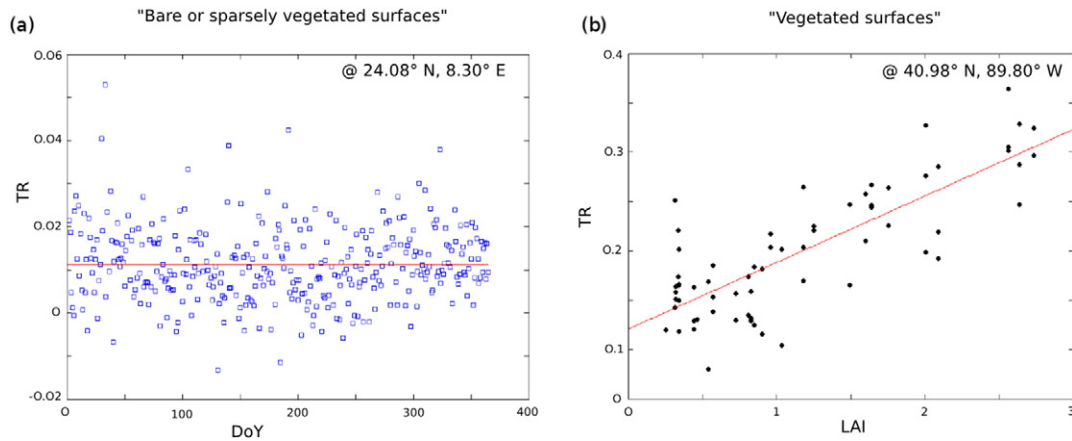 "Bare or sparsely vegetated surfaces"
(a)
@ 24.08° N, 8.30° E
0.06
0.04
0.02
0
-0.02
TR
0
100
200
300
400
DoY
"Vegetated surfaces"
(b)
@ 40.98° N, 89.80° W
0.4
0.3
0.2
0.1
0
TR
0
1
2
3
LAI